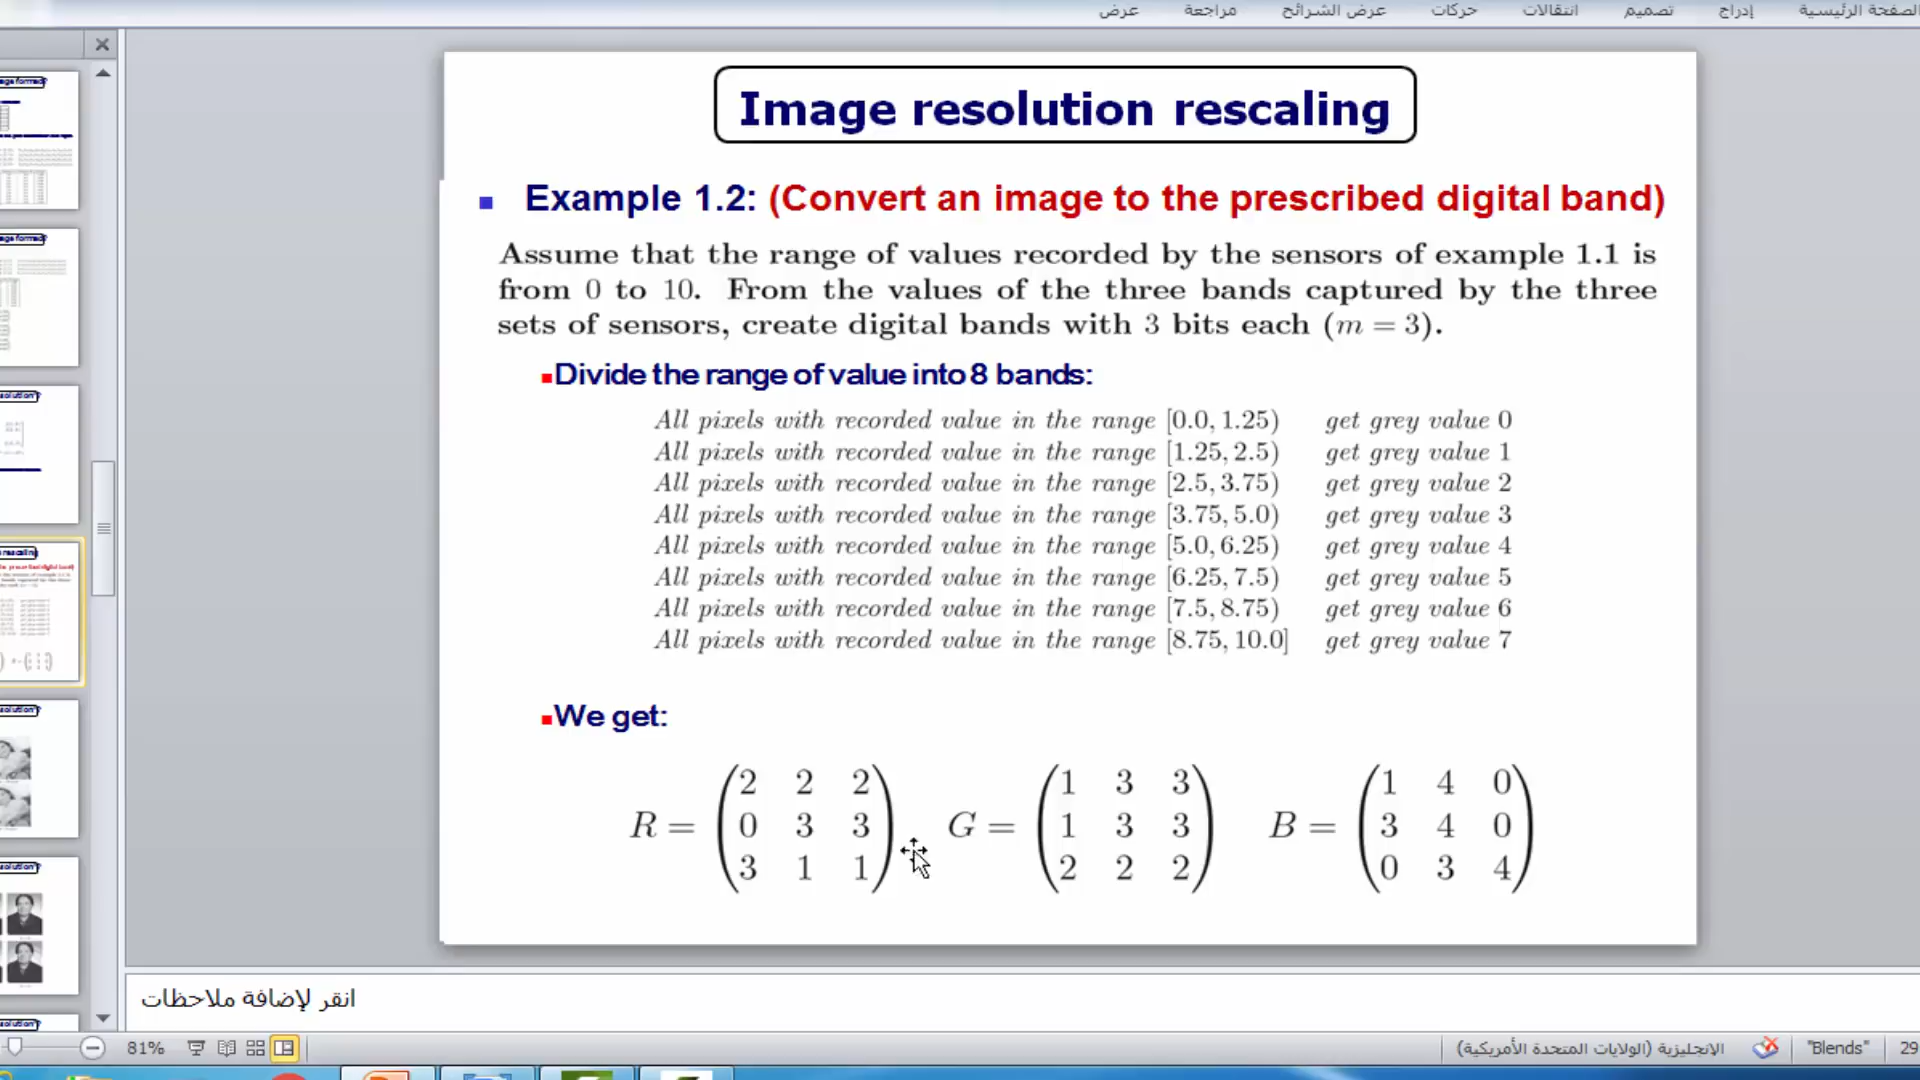 الصفحة الرئيسية إدراج تصميم انتقالات حركات عرض الشرائح مراجعة عرض
Image resolution rescaling
Example 1.2: (Convert an image to the prescribed digital band)
Assume that the range of values recorded by the sensors of example 1.1 is
from 0 to 10. From the values of the three bands captured by the three
sets of sensors, create digital bands with 3 bits each (m = 3).
Divide the range of value into 8 bands:
All pixels with recorded value in the range [0.0, 1.25) get grey value 0
All pixels with recorded value in the range [1.25, 2.5) get grey value 1
All pixels with recorded value in the range [2.5, 3.75) get grey value 2
All pixels with recorded value in the range [3.75, 5.0) get grey value 3
All pixels with recorded value in the range [5.0, 6.25) get grey value 4
All pixels with recorded value in the range [6.25, 7.5) get grey value 5
All pixels with recorded value in the range [7.5, 8.75) get grey value 6
All pixels with recorded value in the range [8.75, 10.0] get grey value 7
We get:
2 2 2 1 3 3 1 4 0
R = 0 3 3 G = 1 3 3 B = 3 4 0
3 1 1 2 2 2 0 3 4
انقر لإضافة ملاحظات
81% الإنجليزية (الولايات المتحدة الأمريكية) "Blends" 29